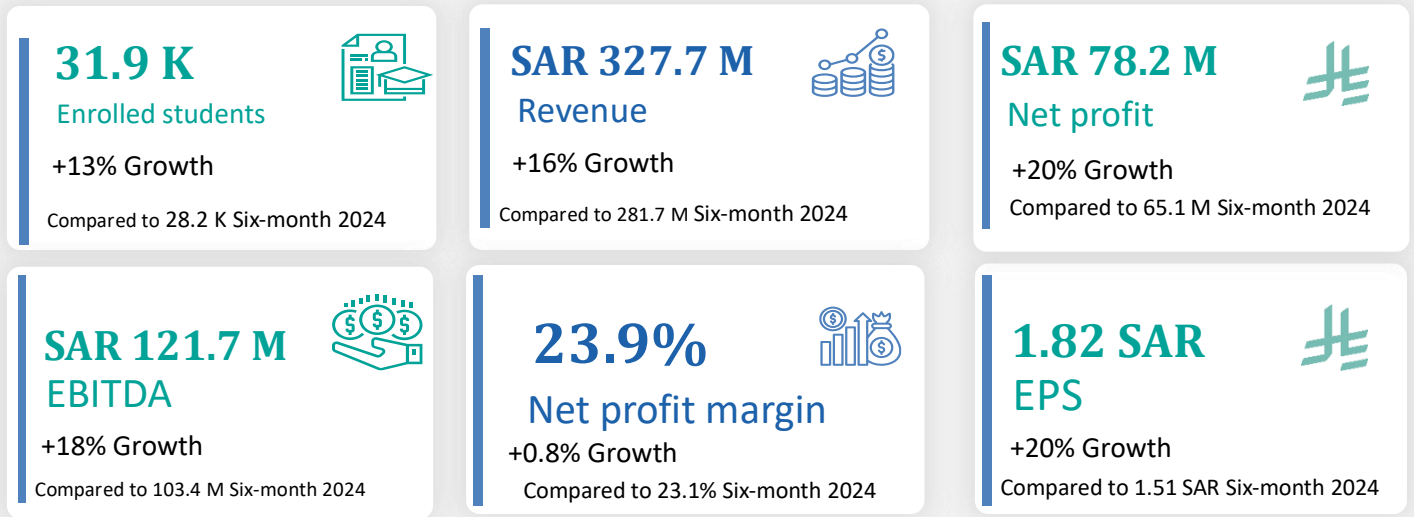 31.9 K
Enrolled students
+13% Growth
Compared to 28.2 K Six-month 2024
SAR 327.7 M
Revenue
+16% Growth
Compared to 281.7 M Six-month 2024
SAR 78.2 M
Net profit
+20% Growth
Compared to 65.1 M Six-month 2024
SAR 121.7 M
EBITDA
+18% Growth
Compared to 103.4 M Six-month 2024
23.9%
Net profit margin
+0.8% Growth
Compared to 23.1% Six-month 2024
1.82 SAR
EPS
+20% Growth
Compared to 1.51 SAR Six-month 2024